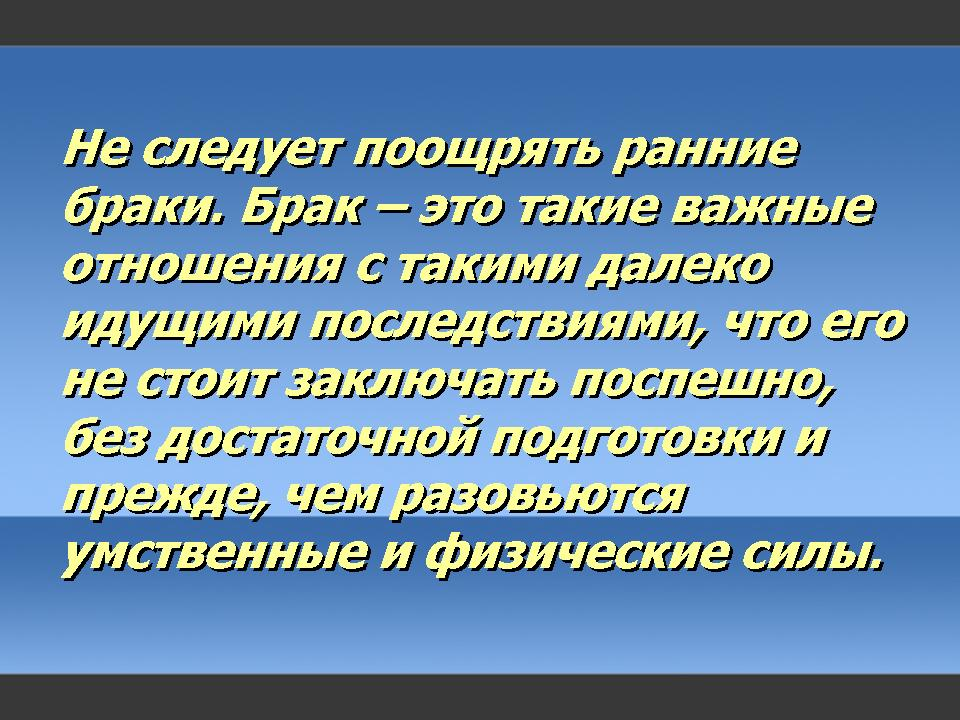 Не следует поощрять ранние
браки. Брак – это такие важные
отношения с такими далеко
идущими последствиями, что его
не стоит заключать поспешно,
без достаточной подготовки и
прежде, чем разовьются
умственные и физические силы.